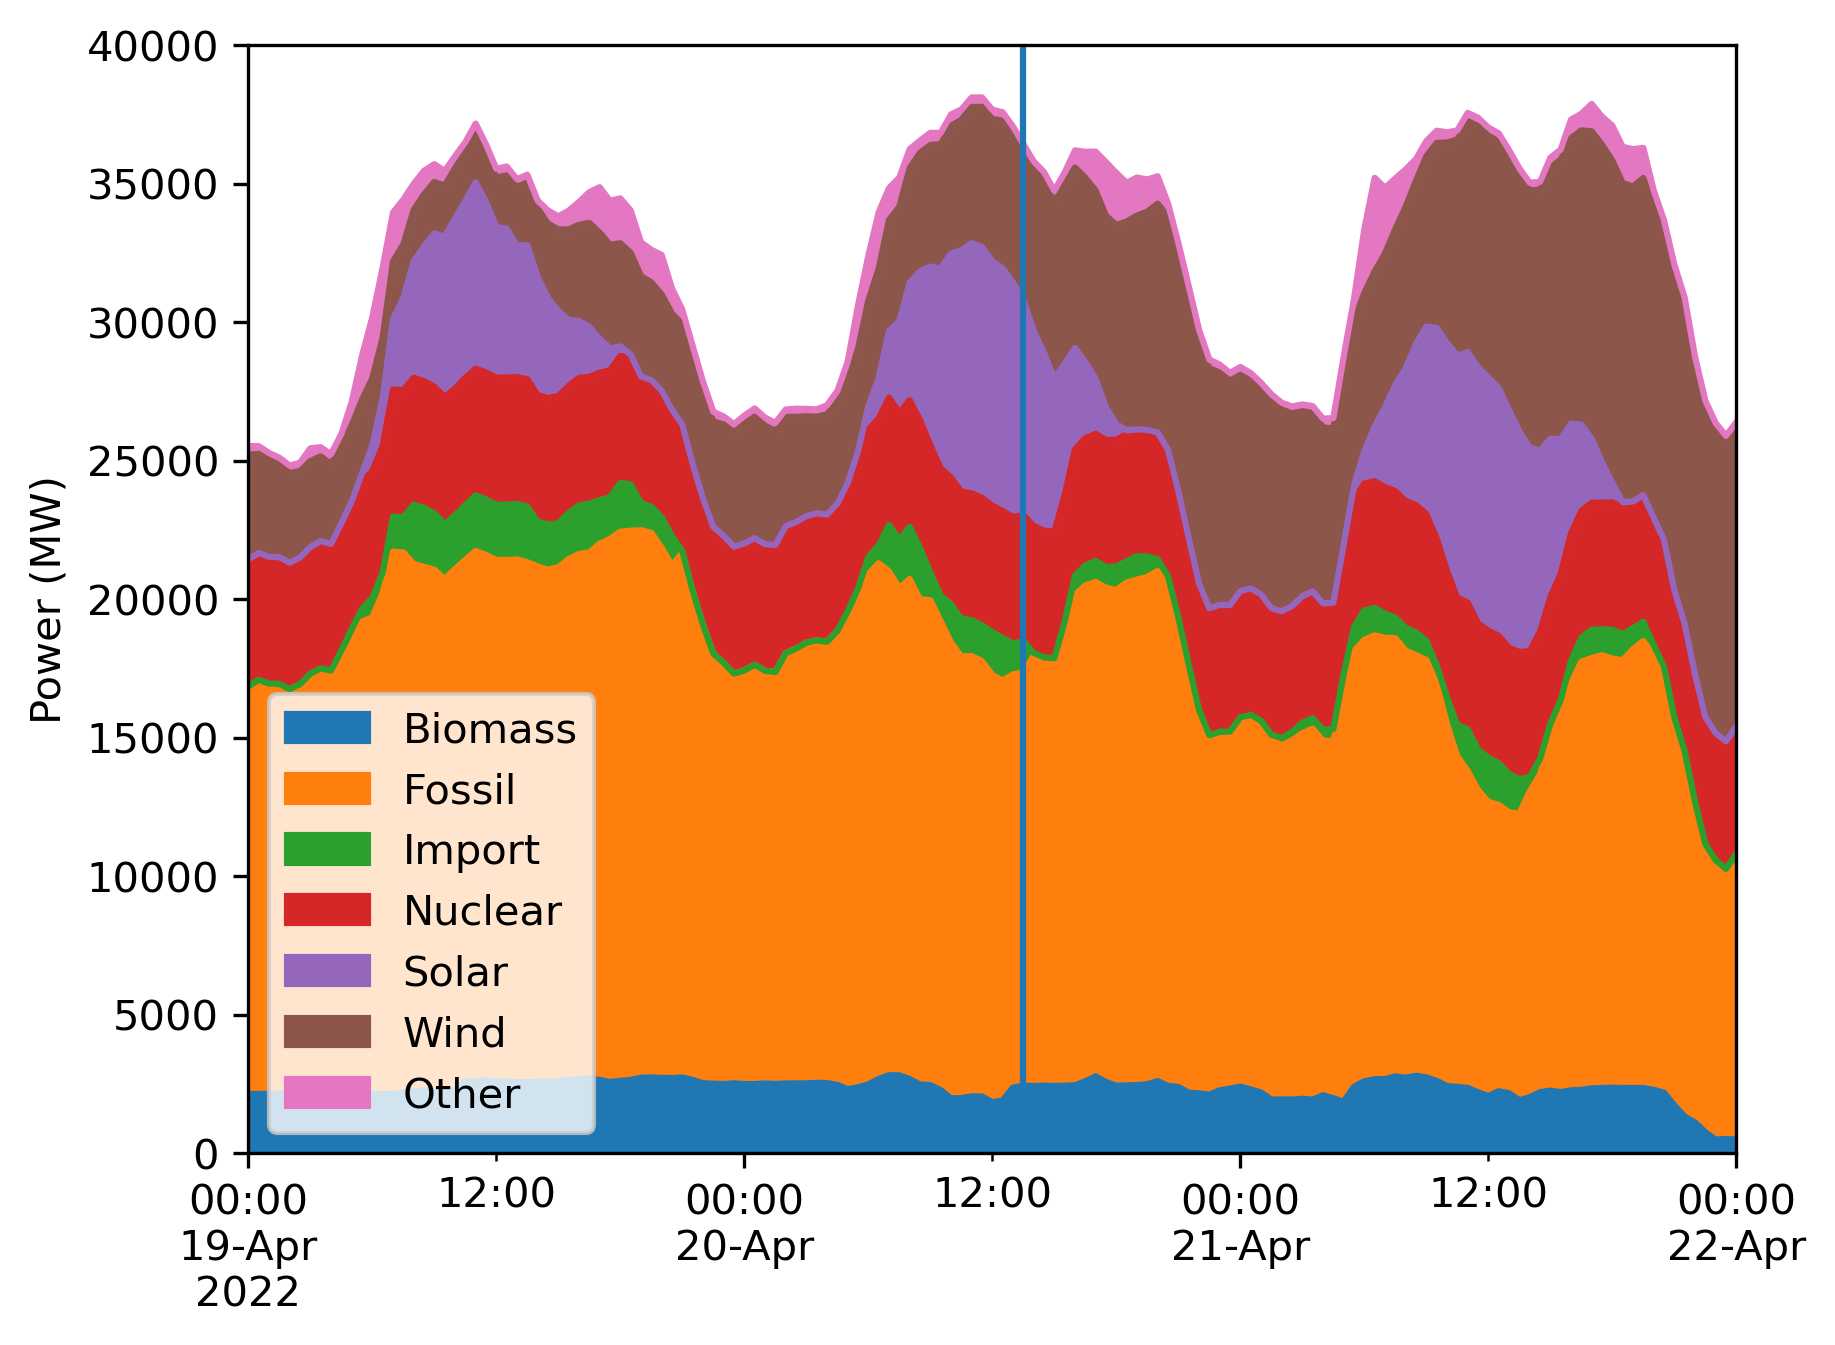 40000
35000
30000
25000
20000
15000
10000
5000
0
Power (MW)
Biomass
Fossil
Import
Nuclear
Solar
Wind
Other
00:00 12:00 00:00 12:00 00:00 12:00 00:00
19-Apr 20-Apr 21-Apr 22-Apr
2022